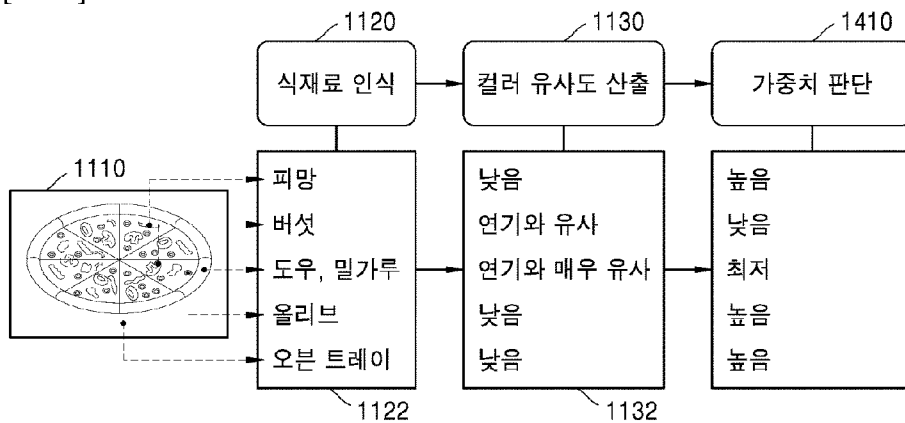 1120
1130
1410
식재료 인식
컬러 유사도 산출
가중치 판단
1110
피망
버섯
도우, 밀가루
올리브
오븐 트레이
낮음
연기와 유사
연기와 매우 유사
낮음
낮음
높음
낮음
최저
높음
높음
1122
1132